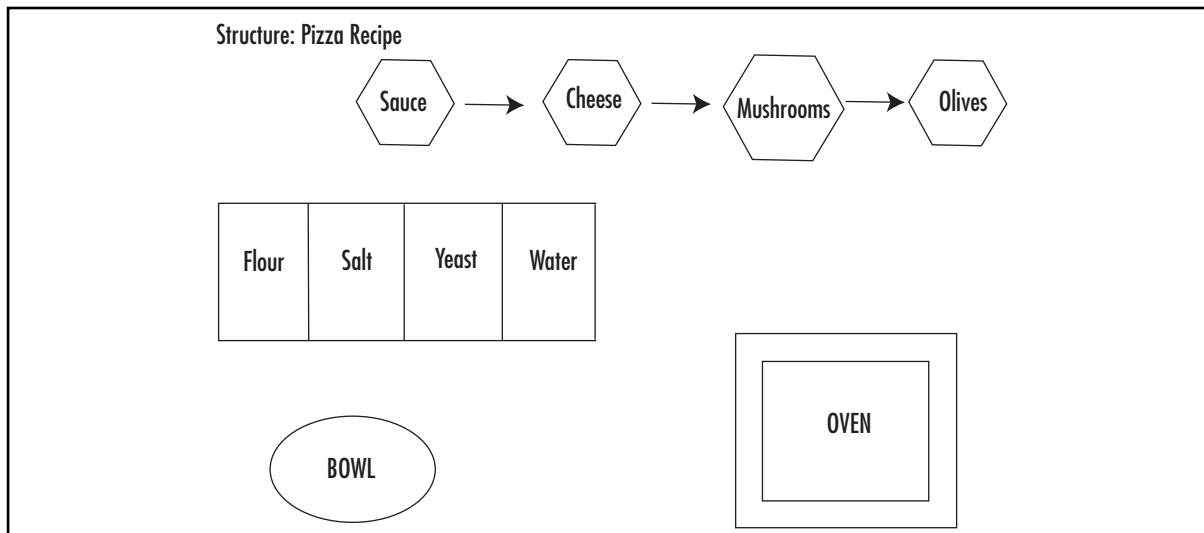 Structure: Pizza Recipe
Sauce Cheese Mushrooms Olives
Flour Salt Yeast Water
OVEN
BOWL